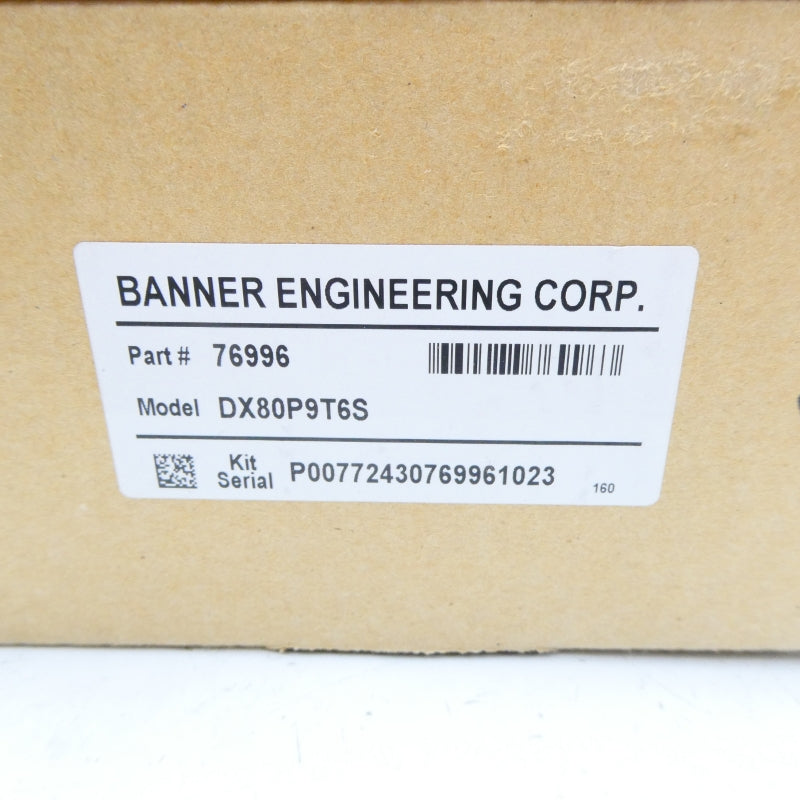 BANNER ENGINEERING CORP.
Part # 76996
Model DX80P9T6S
Kit Serial P00772430769961023
160